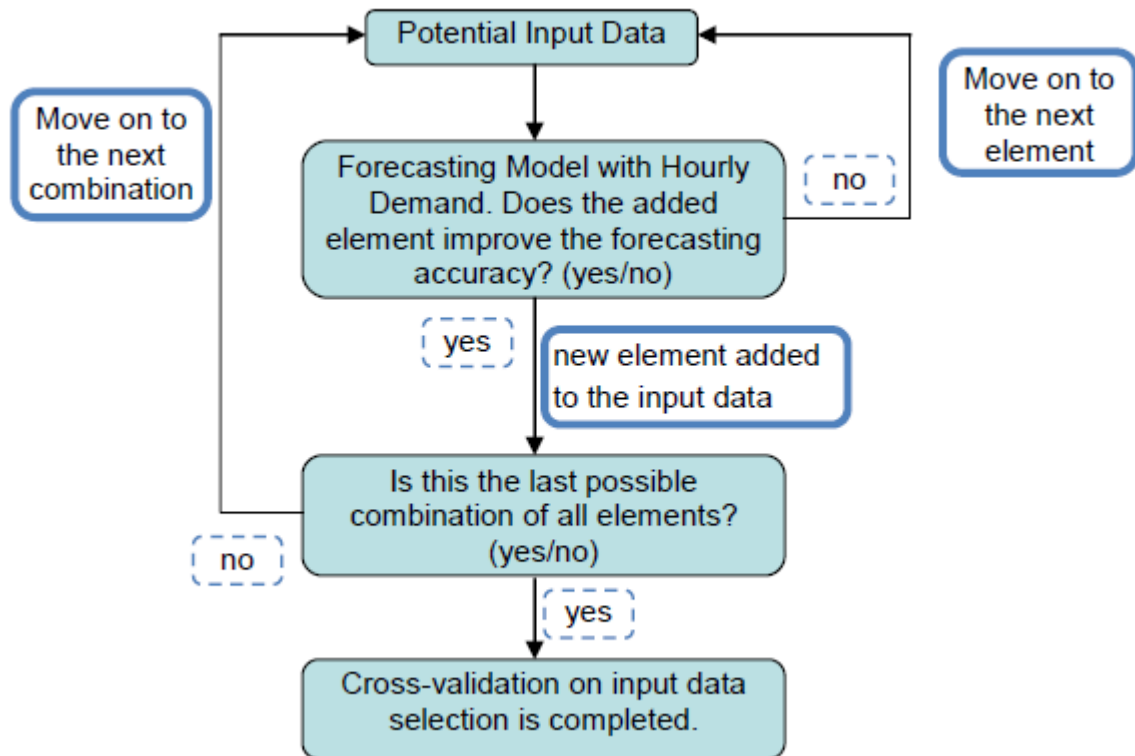 Potential Input Data
Move on to
the next
combination
Move on to
the next
element
Forecasting Model with Hourly
Demand. Does the added
element improve the forecasting
accuracy? (yes/no)
no
yes
new element added
to the input data
Is this the last possible
combination of all elements?
(yes/no)
no
yes
Cross-validation on input data
selection is completed.